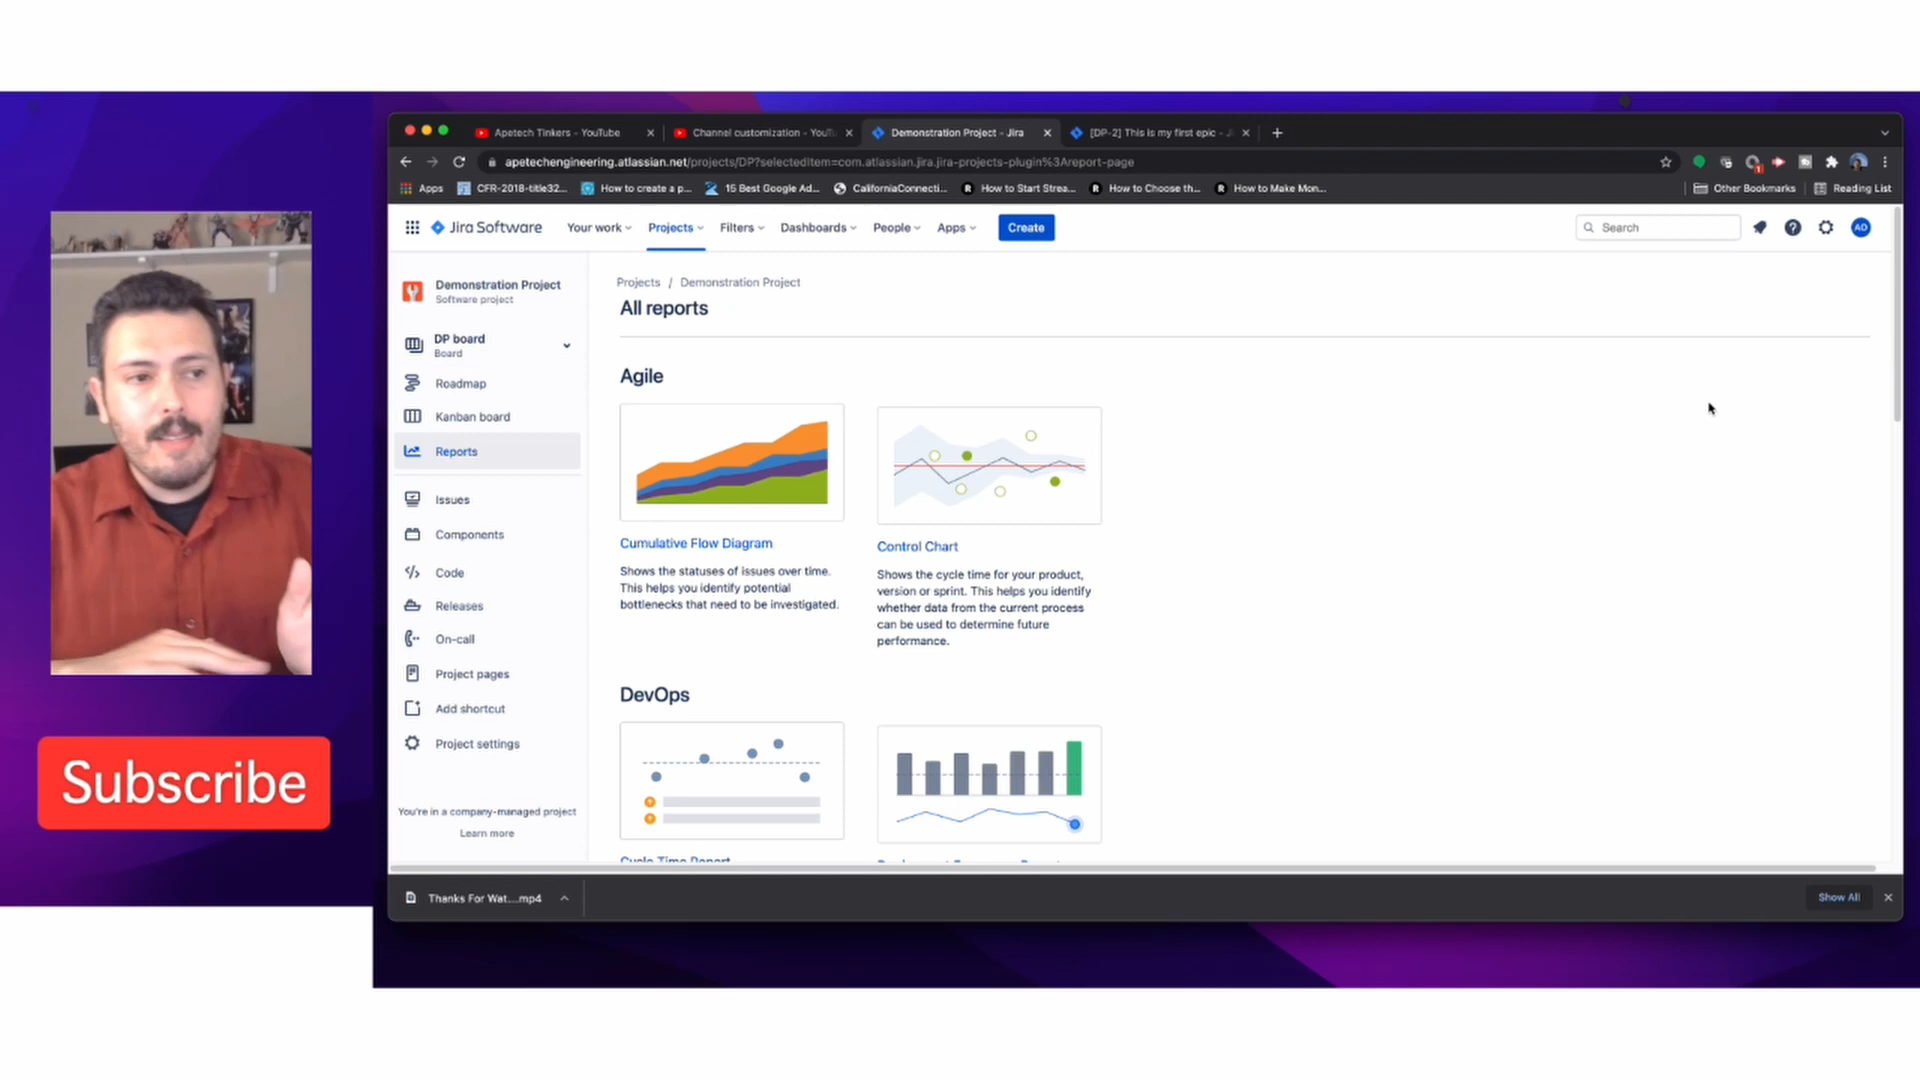 Apetech Tinkers - YouTube
Channel customization - YouTu
Demonstration Project - Jira
[DP-2] This is my first epic - J
apetechengineering.atlassian.net/projects/DP?selectedItem=com.atlassian.jira.jira-projects-plugin%3Areport-page
Apps
CFR-2018-title32...
How to create a p...
15 Best Google Ad...
CaliforniaConnecti...
How to Start Strea...
How to Choose th...
How to Make Mon...
Other Bookmarks
Reading List
Jira Software
Your work
Projects
Filters
Dashboards
People
Apps
Create
Search
AO
Demonstration Project
Software project
DP board
Board
Roadmap
Kanban board
Reports
Issues
Components
Code
Releases
On-call
Project pages
Add shortcut
Project settings
You're in a company-managed project
Learn more
Projects / Demonstration Project
All reports
Agile
Cumulative Flow Diagram
Shows the statuses of issues over time.
This helps you identify potential
bottlenecks that need to be investigated.
Control Chart
Shows the cycle time for your product,
version or sprint. This helps you identify
whether data from the current process
can be used to determine future
performance.
DevOps
Cycle Time Report
Subscribe
Thanks For Wat....mp4
Show All